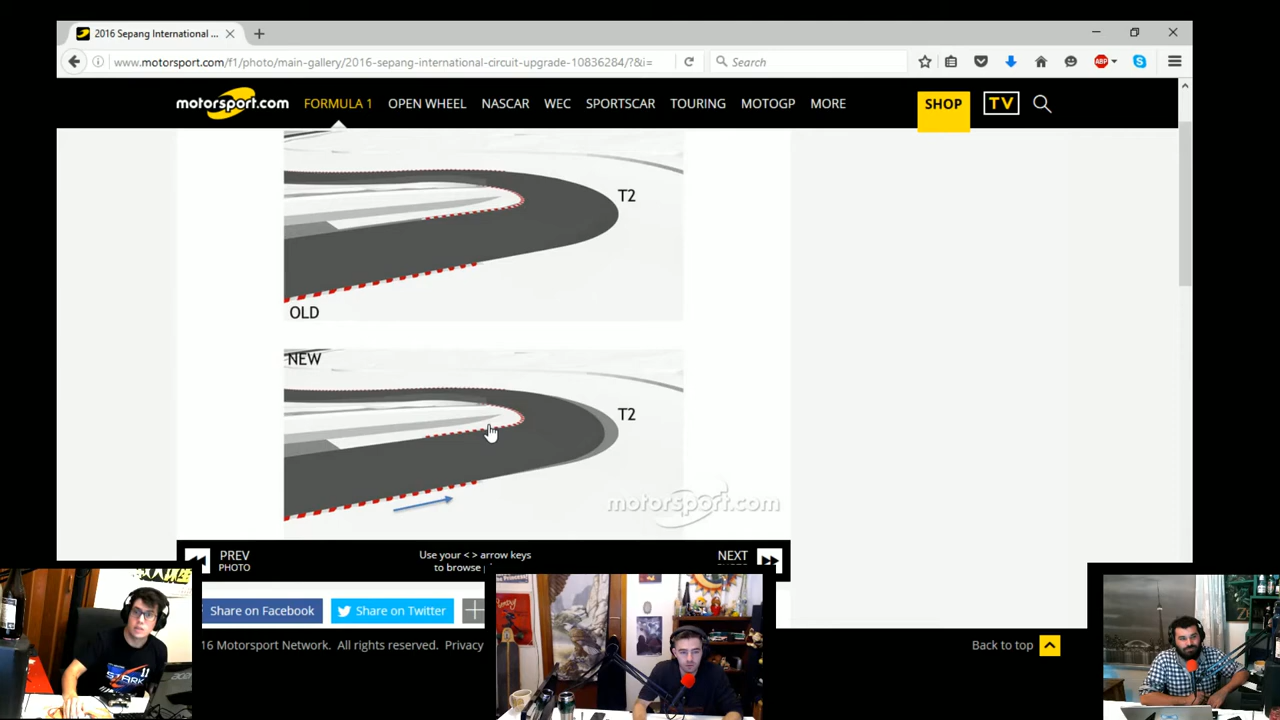 2016 Sepang International ...
www.motorsport.com/f1/photo/main-gallery/2016-sepang-international-circuit-upgrade-10836284/?&i=
Search
ABP
motorsport.com
FORMULA 1
OPEN WHEEL
NASCAR
WEC
SPORTSCAR
TOURING
MOTOGP
MORE
SHOP
TV
T2
OLD
NEW
T2
motorsport.com
PREV
PHOTO
Use your < > arrow keys
to browse
NEXT
Share on Facebook
Share on Twitter
16 Motorsport Network. All rights reserved. Privacy
Back to top
STARK
11